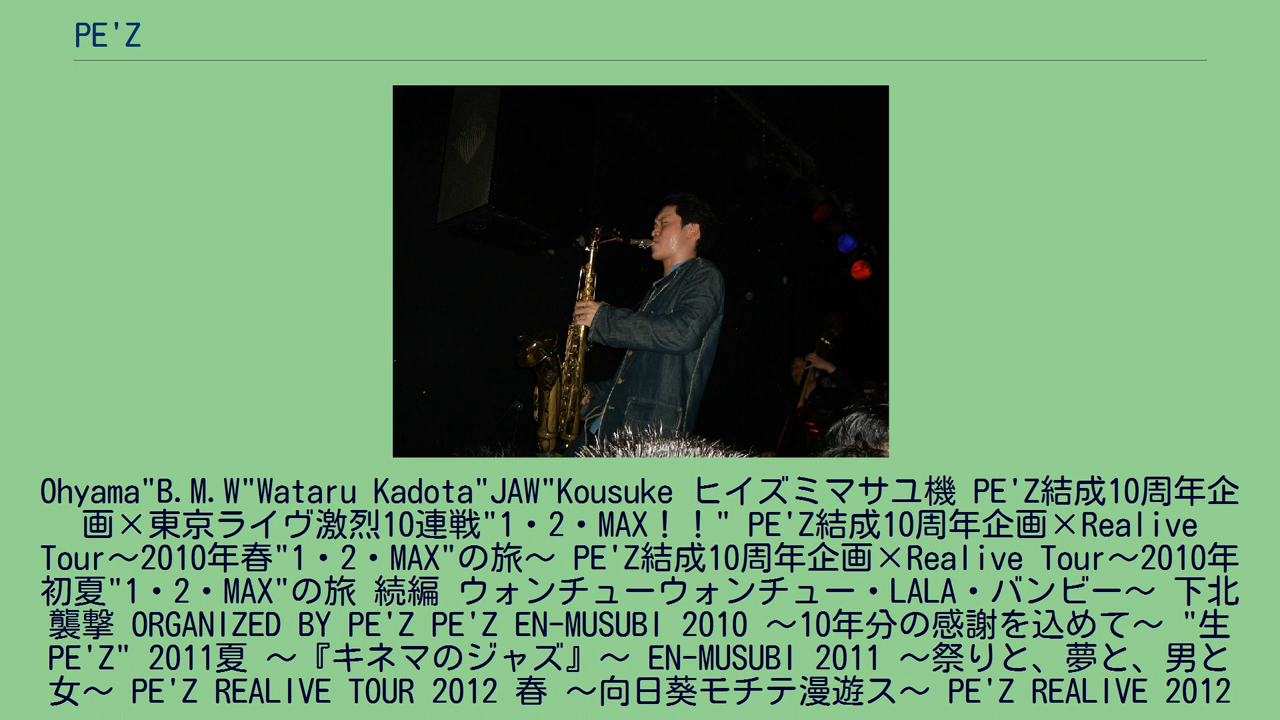 PE'Z
Ohyama"B.M.W"Wataru Kadota"JAW"Kousuke ヒイズミマサユ機 PE'Z結成10周年企
画×東京ライヴ激烈10連戦"1・2・MAX！！" PE'Z結成10周年企画×Realive
Tour～2010年春"1・2・MAX"の旅～ PE'Z結成10周年企画×Realive Tour～2010年
初夏"1・2・MAX"の旅 続編 ウォンチューウォンチュー・LALA・バンビー～ 下北
襲撃 ORGANIZED BY PE'Z PE'Z EN-MUSUBI 2010 ～10年分の感謝を込めて～ "生
PE'Z" 2011夏 ～『キネマのジャズ』～ EN-MUSUBI 2011 ～祭りと、夢と、男と
女～ PE'Z REALIVE TOUR 2012 春 ～向日葵モチテ漫遊ス～ PE'Z REALIVE 2012